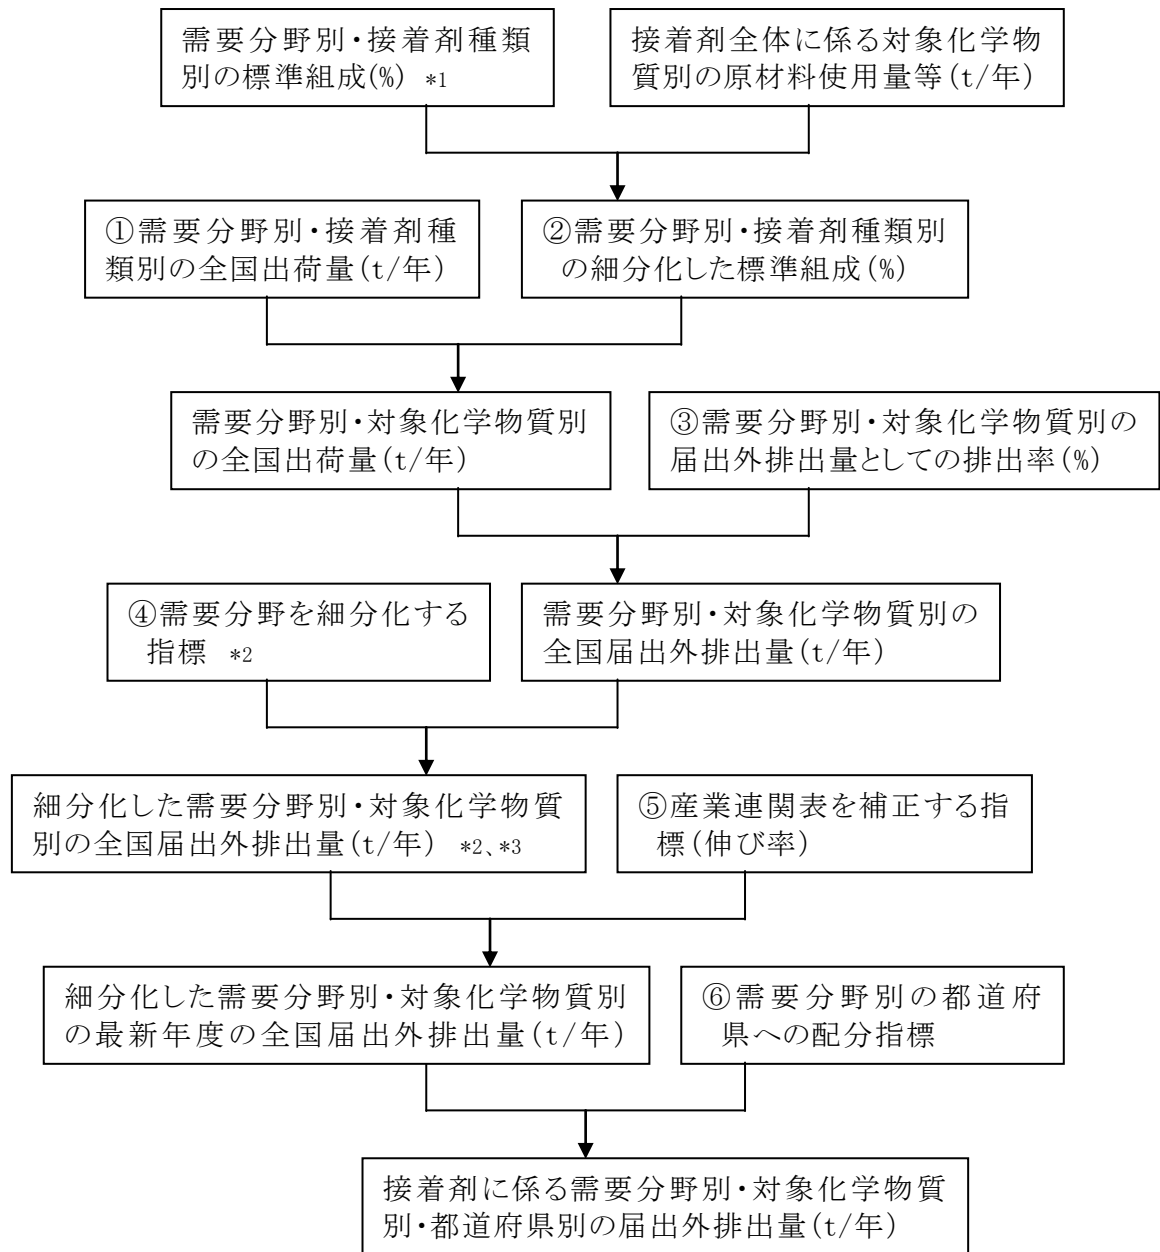 需要分野別・接着剤種類
別の標準組成(%) *1
接着剤全体に係る対象化学物
質別の原材料使用量等(t/年)
①需要分野別・接着剤種
類別の全国出荷量(t/年)
②需要分野別・接着剤種類別
の細分化した標準組成(%)
需要分野別・対象化学物質別
の全国出荷量(t/年)
③需要分野別・対象化学物質別の
届出外排出量としての排出率(%)
④需要分野を細分化する
指標 *2
需要分野別・対象化学物質別の
全国届出外排出量(t/年)
細分化した需要分野別・対象化学物質
別の全国届出外排出量(t/年) *2、*3
⑤産業連関表を補正する指
標(伸び率)
細分化した需要分野別・対象化学物質別
の最新年度の全国届出外排出量(t/年)
⑥需要分野別の都道府
県への配分指標
接着剤に係る需要分野別・対象化学物質
別・都道府県別の届出外排出量(t/年)